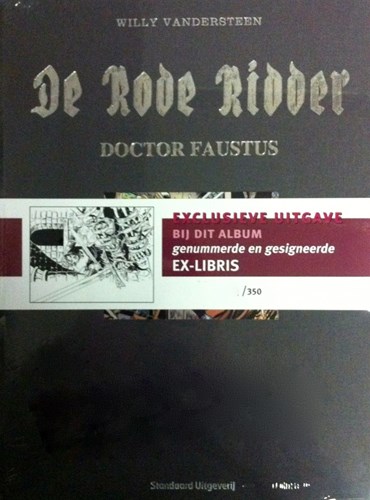 WILLY VANDERSTEEN
De Rode Ridder
DOCTOR FAUSTUS
EXCLUSIEVE UITGAVE
BIJ DIT ALBUM
genummerde en gesigneerde
EX-LIBRIS
/350
Standaard Uitgeverij